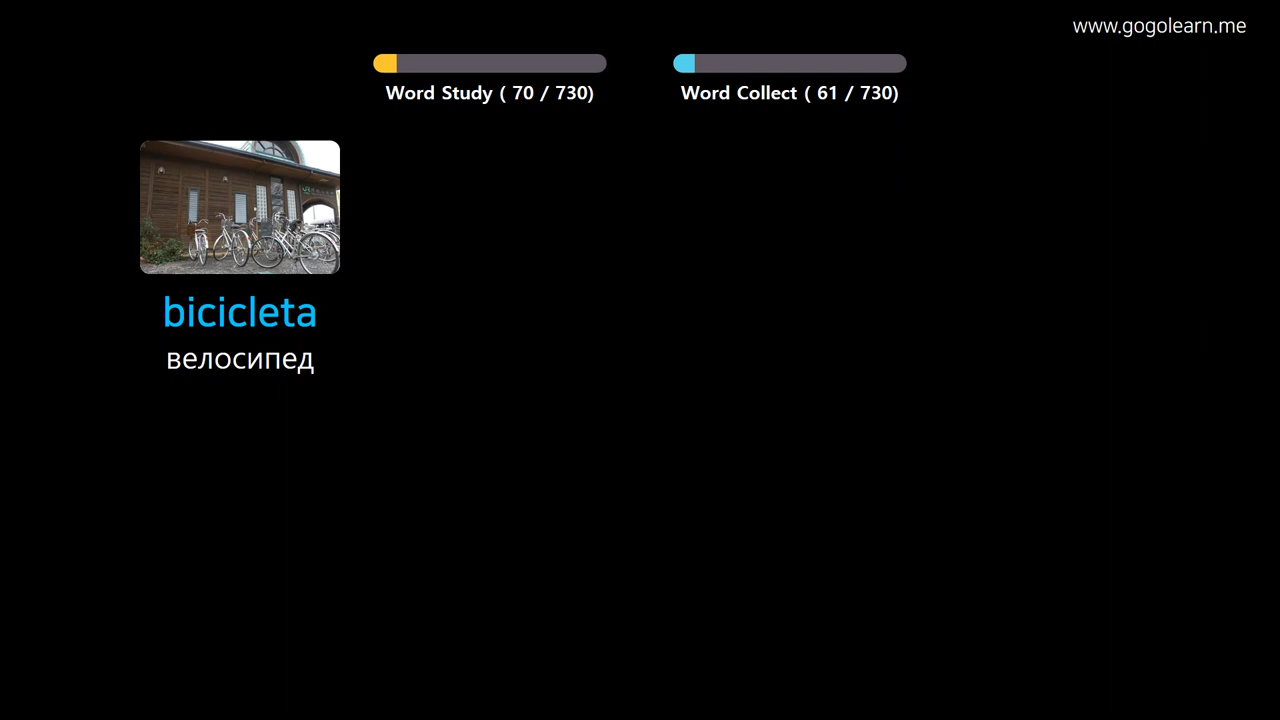 www.gogolearn.me
Word Study ( 70 / 730)
Word Collect ( 61 / 730)
bicicleta
велосипед